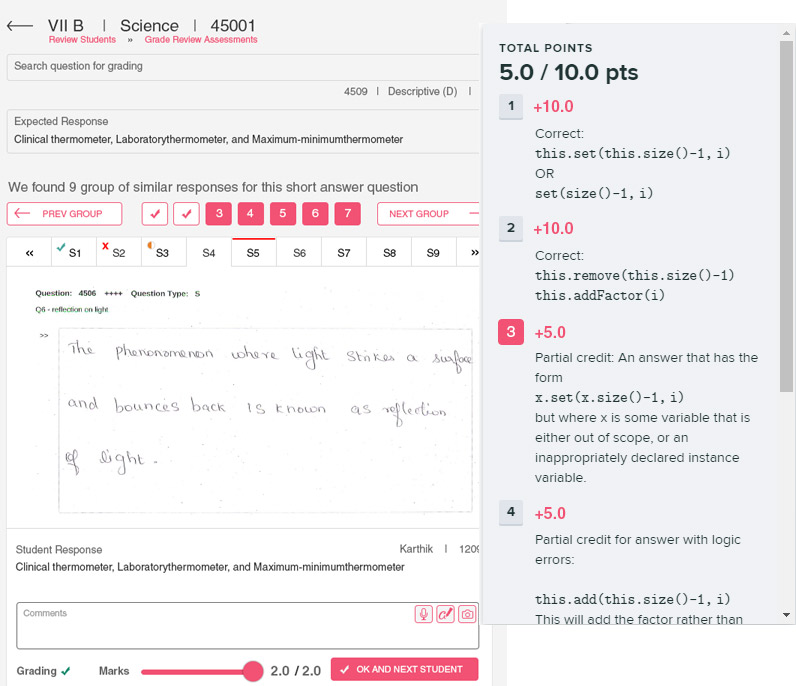 VII B | Science | 45001
Review Students » Grade Review Assessments
Search question for grading
4509 | Descriptive (D) |
Expected Response
Clinical thermometer, Laboratorythermometer, and Maximum-minimumthermometer
We found 9 group of similar responses for this short answer question
PREV GROUP
3
4
5
6
7
NEXT GROUP
«
S1
S2
S3
S4
S5
S6
S7
S8
S9
»
Question: 4506 ++++ Question Type: S
Q6 - reflection on light
>>
The phenonomenon where light strikes a surface
and bounces back is known as reflection
of light.
Student Response
Karthik | 1209
Clinical thermometer, Laboratorythermometer, and Maximum-minimumthermometer
Comments
Grading
Marks
2.0 / 2.0
OK AND NEXT STUDENT
TOTAL POINTS
5.0 / 10.0 pts
1 +10.0
Correct:
this.set(this.size()-1, i)
OR
set(size()-1, i)
2 +10.0
Correct:
this.remove(this.size()-1)
this.addFactor(i)
3 +5.0
Partial credit: An answer that has the
form
x.set(x.size()-1, i)
but where x is some variable that is
either out of scope, or an
inappropriately declared instance
variable.
4 +5.0
Partial credit for answer with logic
errors:
this.add(this.size()-1, i)
This will add the factor rather than